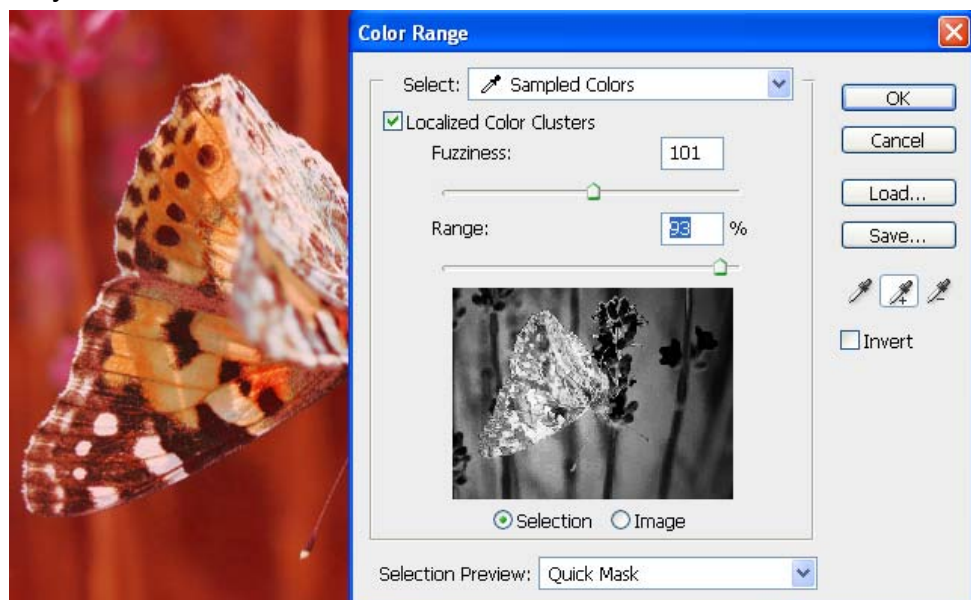 Color Range
Select: Sampled Colors
OK
Localized Color Clusters
Cancel
Fuzziness: 101
Load...
Range: 93 %
Save...
Invert
Selection Image
Selection Preview: Quick Mask